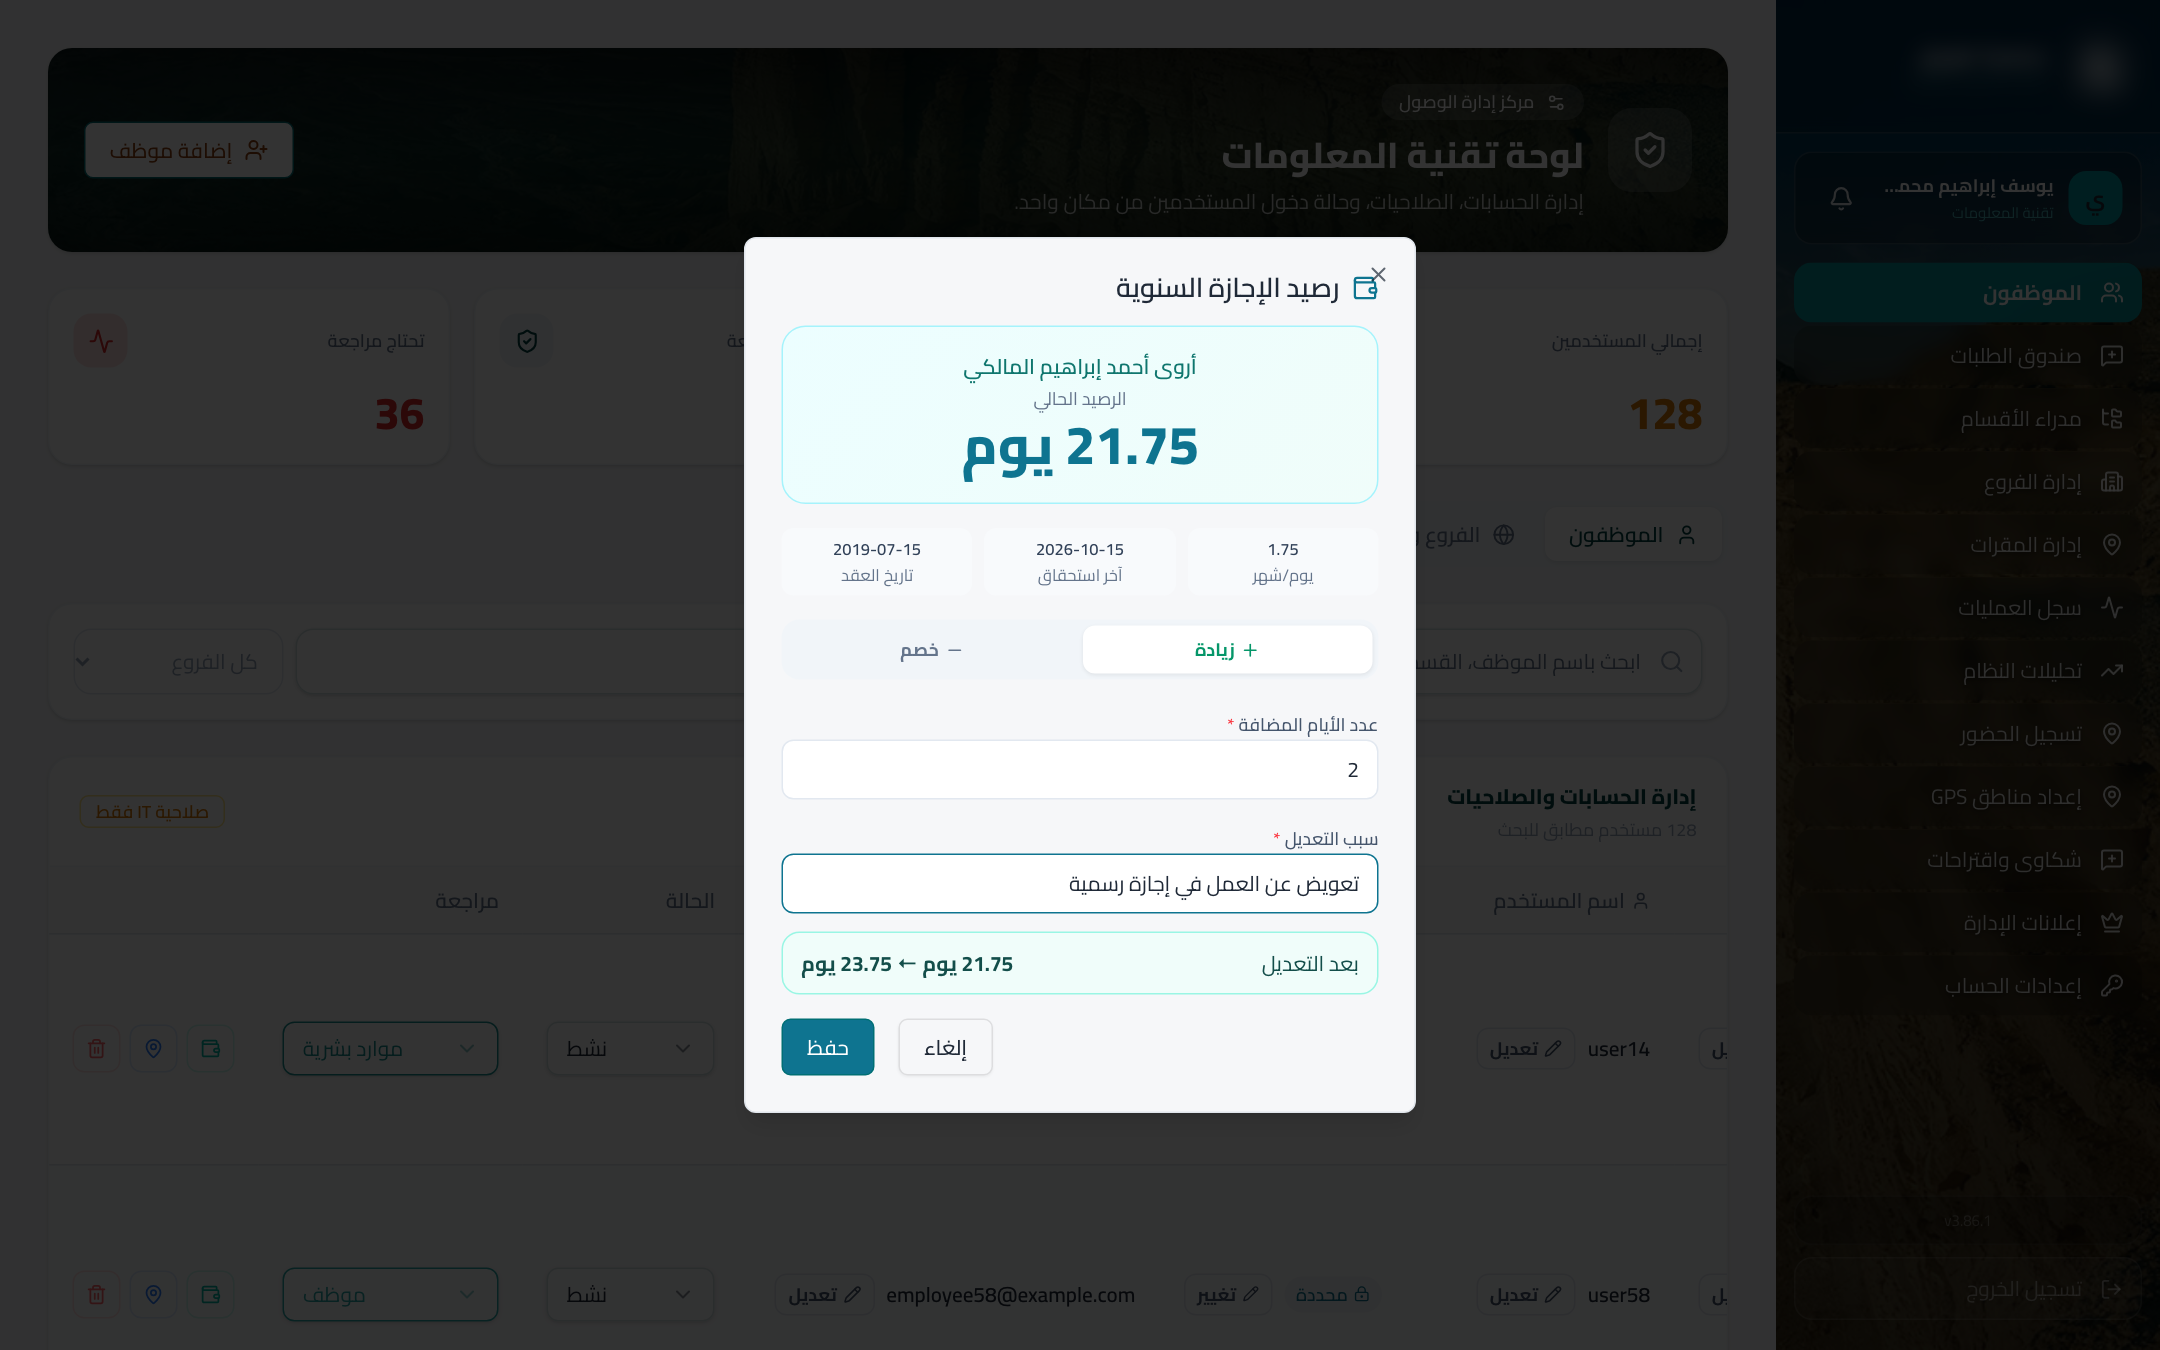 يوسف إبراهيم محمـ...
تقنية المعلومات
الموظفون
صندوق الطلبات
مدراء الأقسام
إدارة الفروع
إدارة المقرات
سجل العمليات
تحليلات النظام
تسجيل الحضور
إعداد مناطق GPS
شكاوى واقتراحات
إعلانات الإدارة
إعدادات الحساب
v3.86.1
تسجيل الخروج
مركز إدارة الوصول
لوحة تقنية المعلومات
إدارة الحسابات، الصلاحيات، وحالة دخول المستخدمين من مكان واحد.
إضافة موظف
إجمالي المستخدمين
128
تحتاج مراجعة
36
الموظفون
الفروع
ابحث باسم الموظف،
كل الفروع
إدارة الحسابات والصلاحيات
128 مستخدم مطابق للبحث
صلاحية IT فقط
اسم المستخدم
الحالة
مراجعة
user14
تعديل
نشط
موارد بشرية
user58
تعديل
محددة
تغيير
employee58@example.com
تعديل
نشط
موظف
رصيد الإجازة السنوية
أروى أحمد إبراهيم المالكي
الرصيد الحالي
21.75 يوم
1.75
يوم/شهر
2026-10-15
آخر استحقاق
2019-07-15
تاريخ العقد
+ زيادة
− خصم
عدد الأيام المضافة *
2
سبب التعديل *
تعويض عن العمل في إجازة رسمية
بعد التعديل
21.75 يوم ← 23.75 يوم
إلغاء
حفظ